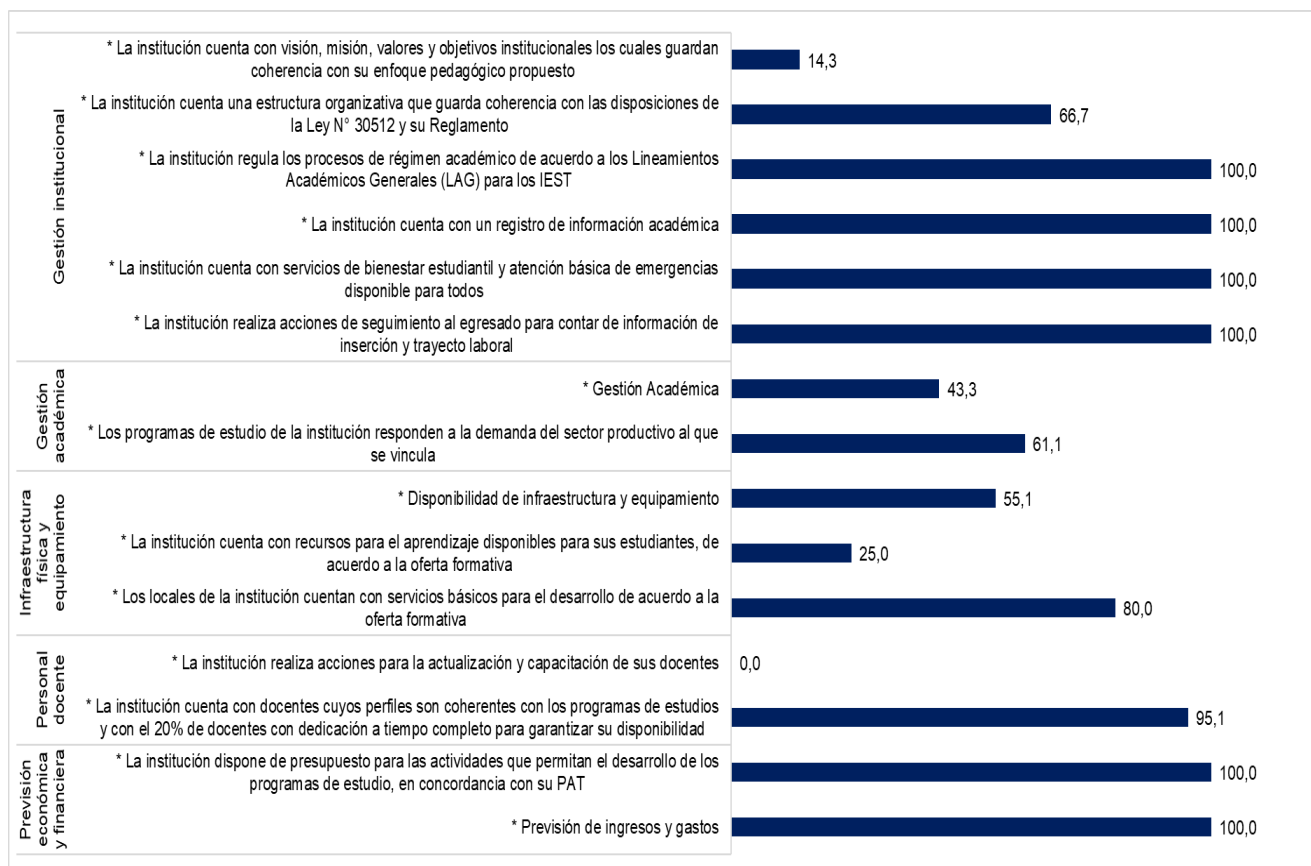 Gestión institucional
* La institución cuenta con visión, misión, valores y objetivos institucionales los cuales guardan
coherencia con su enfoque pedagógico propuesto
14,3
* La institución cuenta una estructura organizativa que guarda coherencia con las disposiciones de
la Ley N° 30512 y su Reglamento
66,7
* La institución regula los procesos de régimen académico de acuerdo a los Lineamientos
Académicos Generales (LAG) para los IEST
100,0
* La institución cuenta con un registro de información académica
100,0
* La institución cuenta con servicios de bienestar estudiantil y atención básica de emergencias
disponible para todos
100,0
* La institución realiza acciones de seguimiento al egresado para contar de información de
inserción y trayecto laboral
100,0
Gestión
académica
* Gestión Académica
43,3
* Los programas de estudio de la institución responden a la demanda del sector productivo al que
se vincula
61,1
Infraestructura
física y
equipamiento
* Disponibilidad de infraestructura y equipamiento
55,1
* La institución cuenta con recursos para el aprendizaje disponibles para sus estudiantes, de
acuerdo a la oferta formativa
25,0
* Los locales de la institución cuentan con servicios básicos para el desarrollo de acuerdo a la
oferta formativa
80,0
Personal
docente
* La institución realiza acciones para la actualización y capacitación de sus docentes
0,0
* La institución cuenta con docentes cuyos perfiles son coherentes con los programas de estudios
y con el 20% de docentes con dedicación a tiempo completo para garantizar su disponibilidad
95,1
Previsión
económica
y financiera
* La institución dispone de presupuesto para las actividades que permitan el desarrollo de los
programas de estudio, en concordancia con su PAT
100,0
* Previsión de ingresos y gastos
100,0